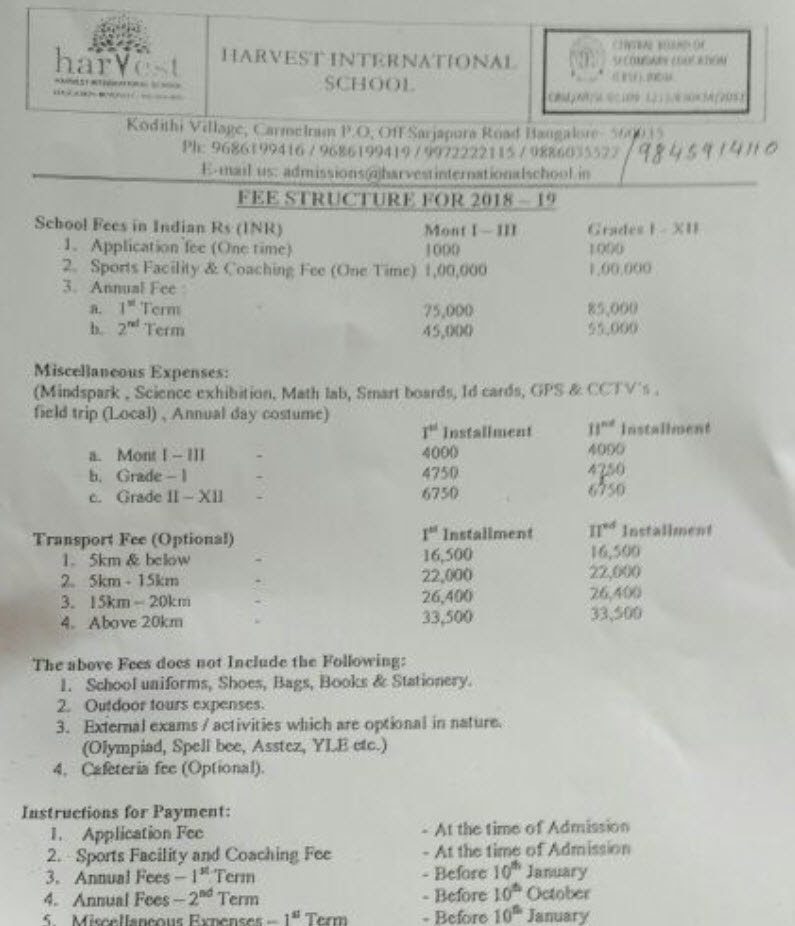 harvest
HARVEST INTERNATIONAL SCHOOL
HARVEST INTERNATIONAL
SCHOOL
CENTRAL BOARD OF
SECONDARY EDUCATION
Kodithi Village, Carmelram P.O, Off Sarjapura Road Bangalore
Ph: 9686199416 / 9686199419 / 9972222115 / 9886035527 / 9845914110
E-mail us: admissions@harvestinternationalschool.in
FEE STRUCTURE FOR 2018 – 19
School Fees in Indian Rs (INR) Mont I – III Grades I - XII
1. Application fee (One time) 1000 1000
2. Sports Facility & Coaching Fee (One Time) 1,00,000 1,00,000
3. Annual Fee :
a. 1st Term 75,000 85,000
b. 2nd Term 45,000 55,000
Miscellaneous Expenses:
(Mindspark , Science exhibition, Math lab, Smart boards, Id cards, GPS & CCTV's ,
field trip (Local) , Annual day costume)
Ist Installment IInd Installment
a. Mont I – III - 4000 4000
b. Grade – I - 4750 4750
c. Grade II – XII - 6750 6750
Transport Fee (Optional) Ist Installment IInd Installment
1. 5km & below - 16,500 16,500
2. 5km - 15km - 22,000 22,000
3. 15km – 20km - 26,400 26,400
4. Above 20km - 33,500 33,500
The above Fees does not Include the Following:
1. School uniforms, Shoes, Bags, Books & Stationery.
2. Outdoor tours expenses.
3. External exams / activities which are optional in nature.
(Olympiad, Spell bee, Asstez, YLE etc.)
4. Cafeteria fee (Optional).
Instructions for Payment:
1. Application Fee - At the time of Admission
2. Sports Facility and Coaching Fee - At the time of Admission
3. Annual Fees – 1st Term - Before 10th January
4. Annual Fees – 2nd Term - Before 10th October
5. Miscellaneous Expenses – 1st Term - Before 10th January